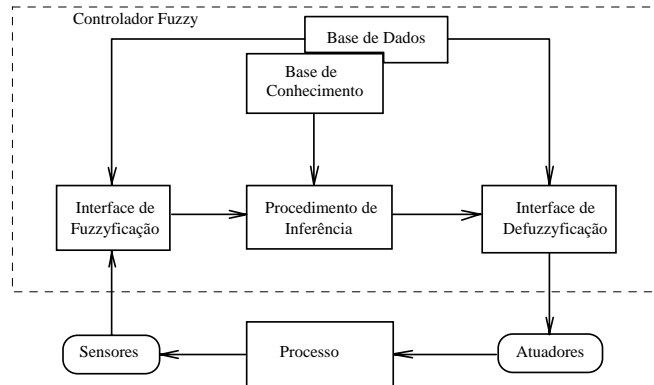 Controlador Fuzzy
Base de Dados
Base de
Conhecimento
Interface de
Fuzzyficação
Procedimento de
Inferência
Interface de
Defuzzyficação
Sensores
Processo
Atuadores